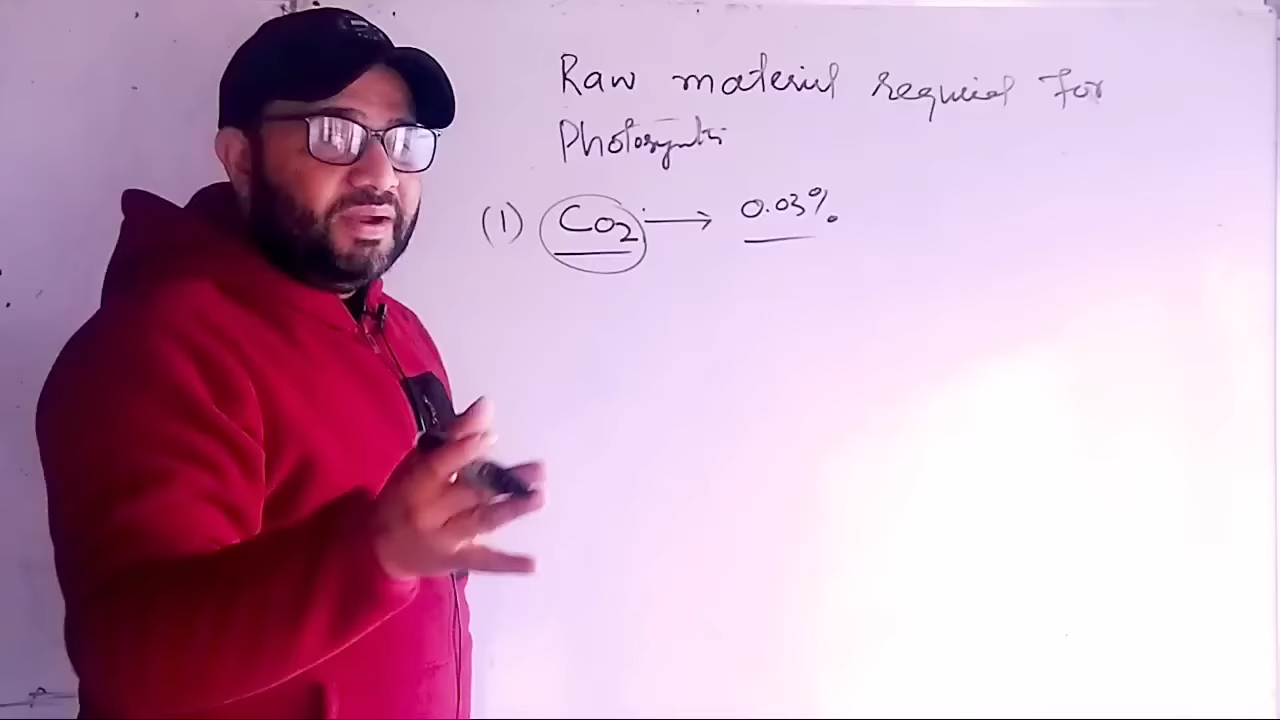 Raw material required for
Photosynthesis
(1) CO2 → 0.03%